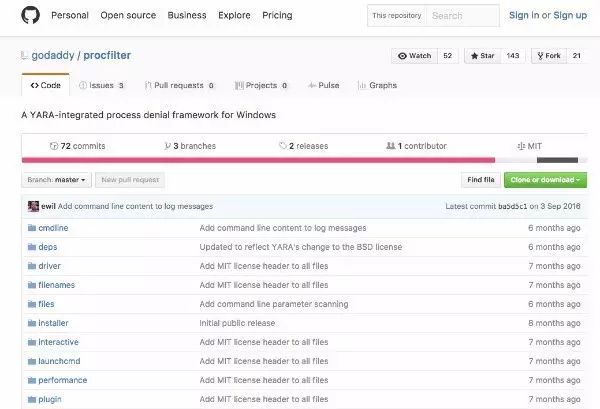 Personal Open source Business Explore Pricing This repository Search Sign in or Sign up
godaddy / procfilter Watch 52 Star 143 Fork 21
Code Issues 3 Pull requests 0 Projects 0 Pulse Graphs
A YARA-integrated process denial framework for Windows
72 commits 3 branches 2 releases 1 contributor MIT
Branch: master New pull request Find file Clone or download
ewil Add command line content to log messages Latest commit ba5d5c1 on 3 Sep 2016
cmdline Add command line content to log messages 6 months ago
deps Updated to reflect YARA's change to the BSD license 6 months ago
driver Add MIT license header to all files 7 months ago
filenames Add MIT license header to all files 7 months ago
files Add command line parameter scanning 6 months ago
installer Initial public release 8 months ago
interactive Add MIT license header to all files 7 months ago
launchcmd Add MIT license header to all files 7 months ago
performance Add MIT license header to all files 7 months ago
plugin Add MIT license header to all files 7 months ago